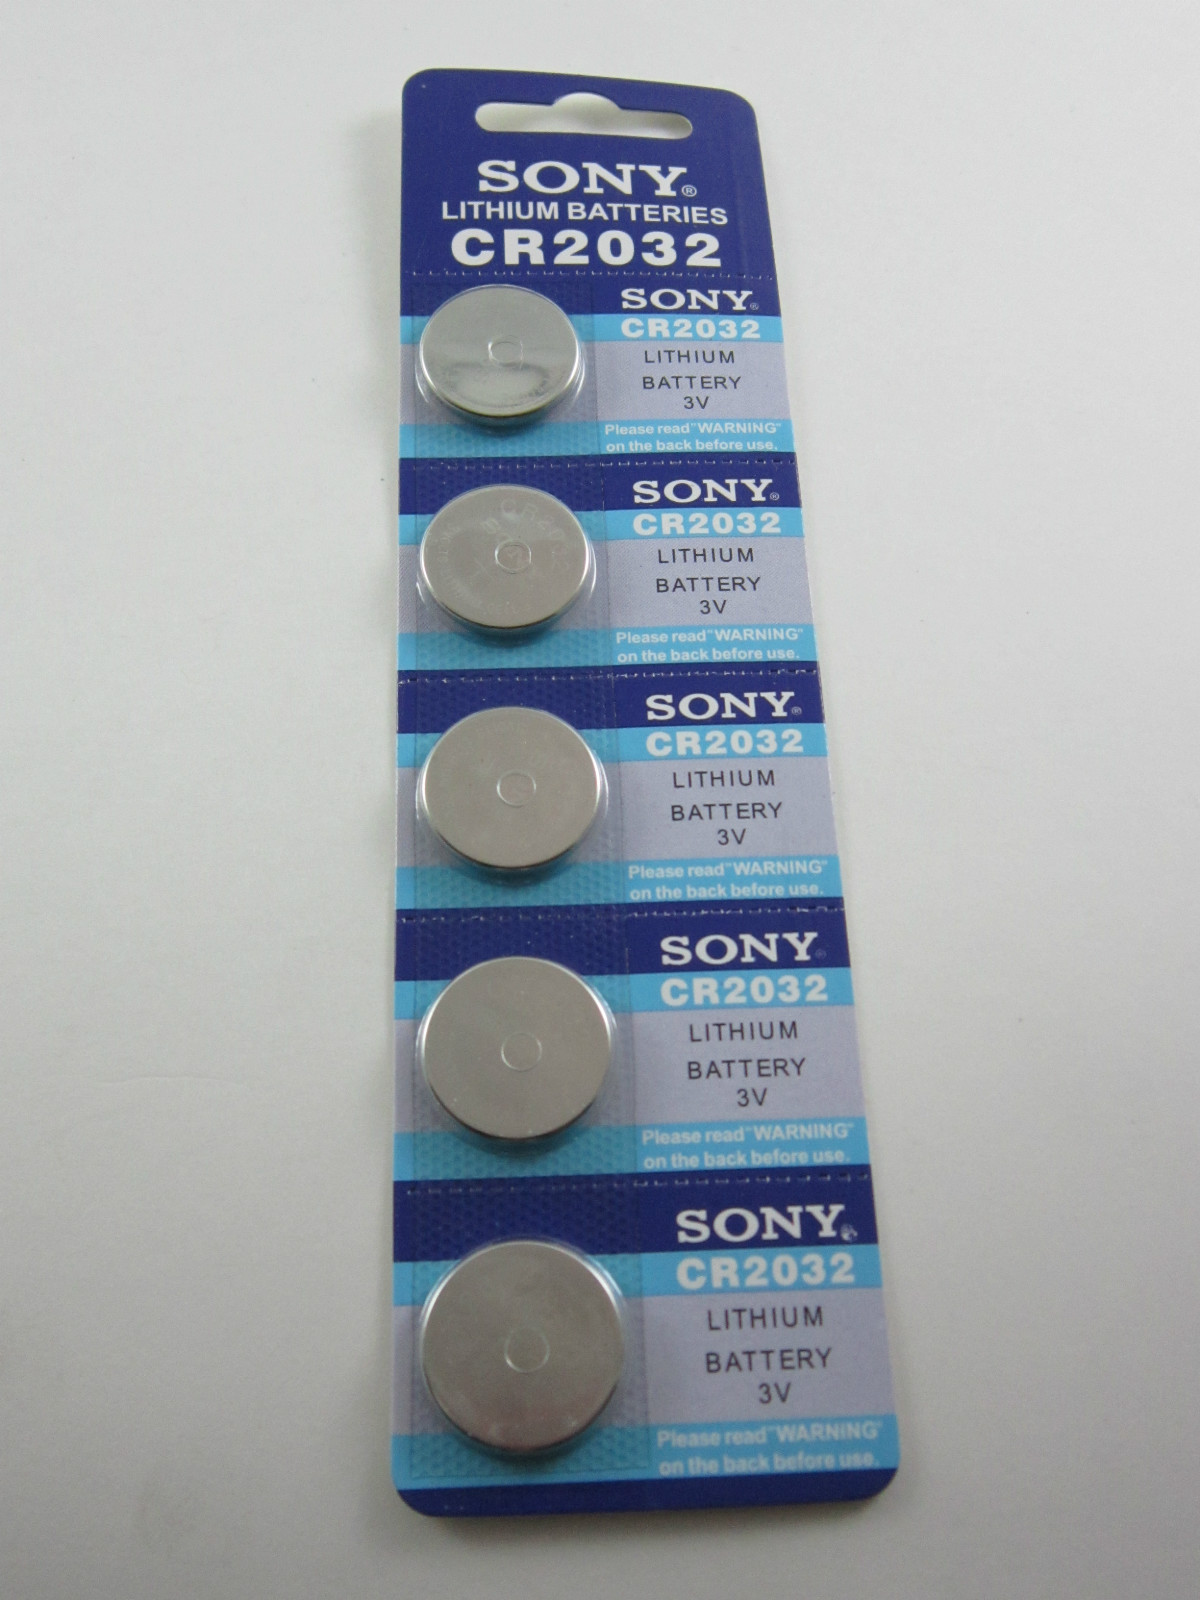 SONY®
LITHIUM BATTERIES
CR2032
SONY®
CR2032
LITHIUM
BATTERY
3V
Please read "WARNING"
on the back before use.
SONY®
CR2032
LITHIUM
BATTERY
3V
Please read "WARNING"
on the back before use.
SONY®
CR2032
LITHIUM
BATTERY
3V
Please read "WARNING"
on the back before use.
SONY®
CR2032
LITHIUM
BATTERY
3V
Please read "WARNING"
on the back before use.
SONY®
CR2032
LITHIUM
BATTERY
3V
Please read "WARNING"
on the back before use.